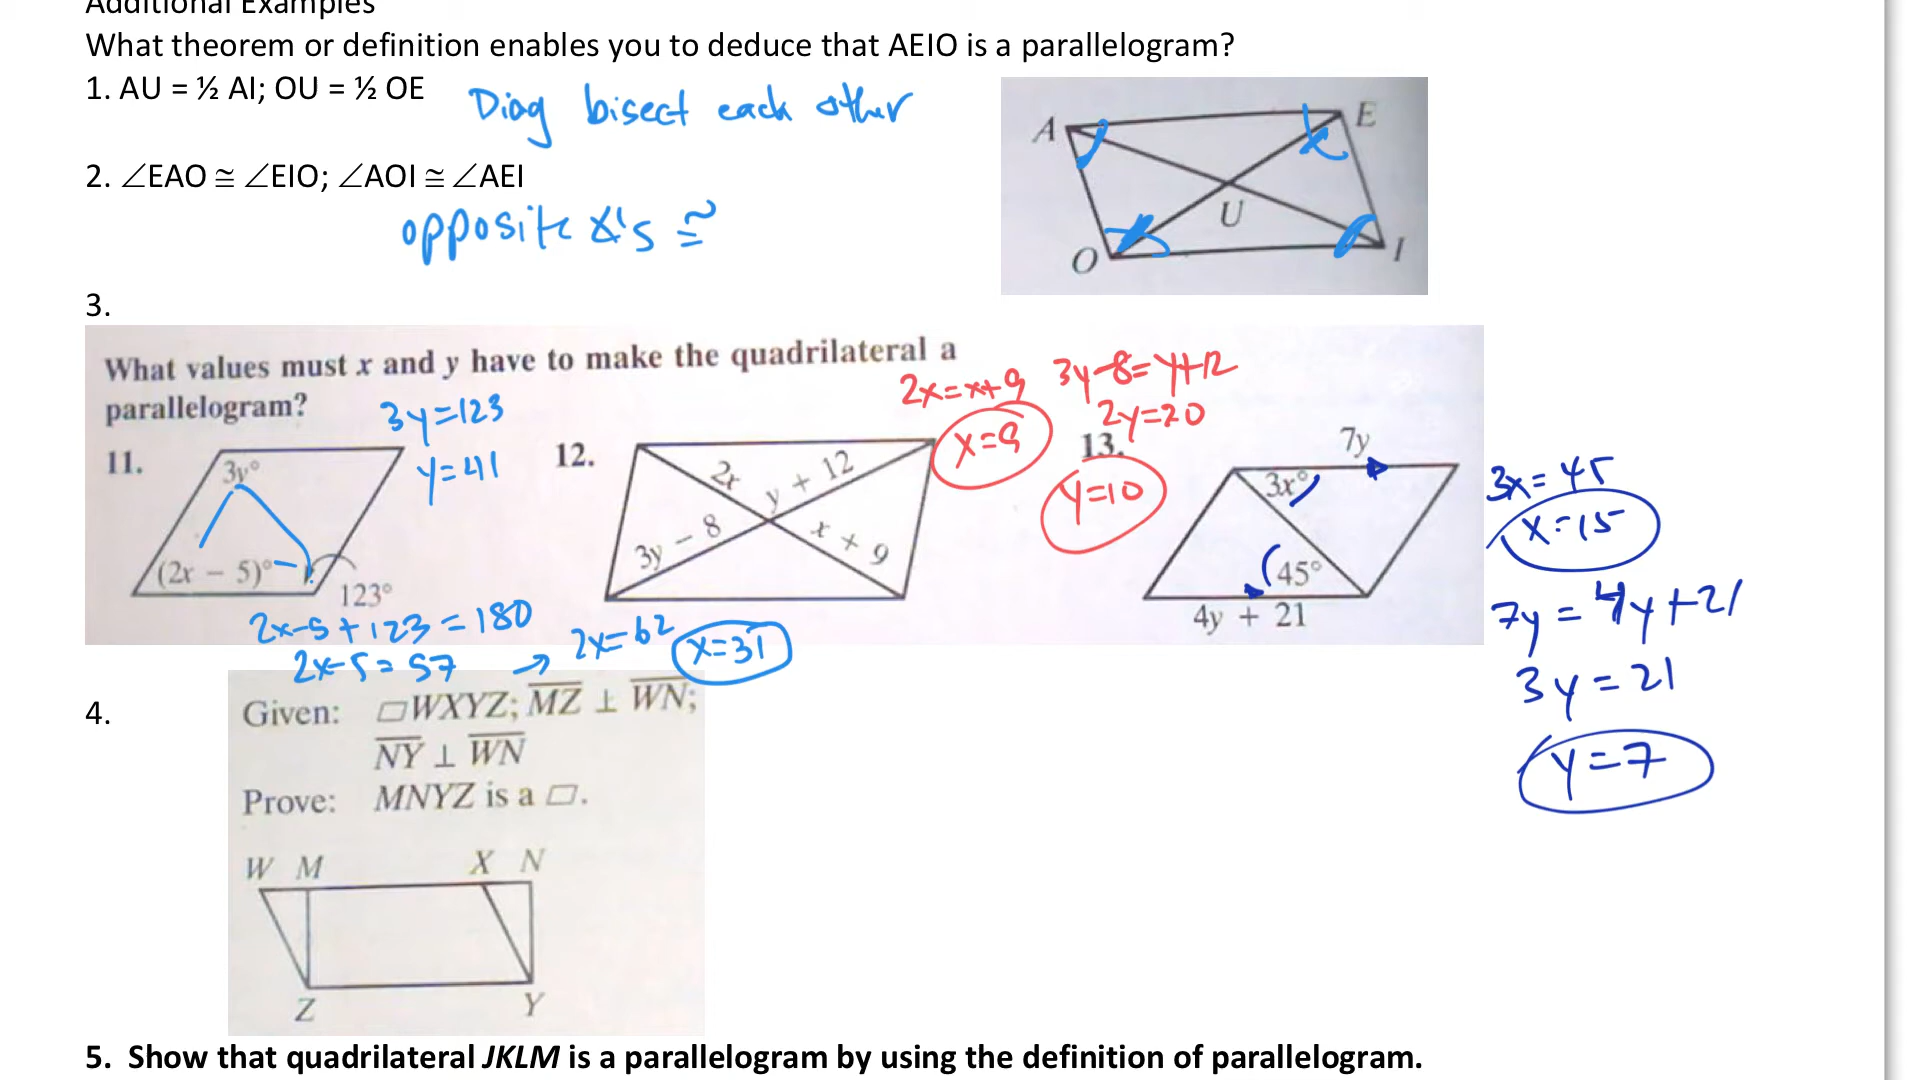 Additional Examples
What theorem or definition enables you to deduce that AEIO is a parallelogram?
1. AU = ½ AI; OU = ½ OE
Diag bisect each other
2. ∠EAO ≅ ∠EIO; ∠AOI ≅ ∠AEI
opposite ∡'s ≅
A
E
U
O
I
3.
What values must x and y have to make the quadrilateral a
parallelogram?
11.
3y°
(2x − 5)°
123°
3y=123
y=41
2x-5+123=180
2x-5=57
→ 2x=62
x=31
12.
2x
y + 12
3y − 8
x + 9
2x=x+9
x=9
3y-8=y+12
2y=20
y=10
13.
7y
3x°
45°
4y + 21
3x=45
x=15
7y=4y+21
3y=21
y=7
4.
Given: ▱WXYZ; MZ ⊥ WN;
NY ⊥ WN
Prove: MNYZ is a ▱.
W M X N
Z Y
5. Show that quadrilateral JKLM is a parallelogram by using the definition of parallelogram.